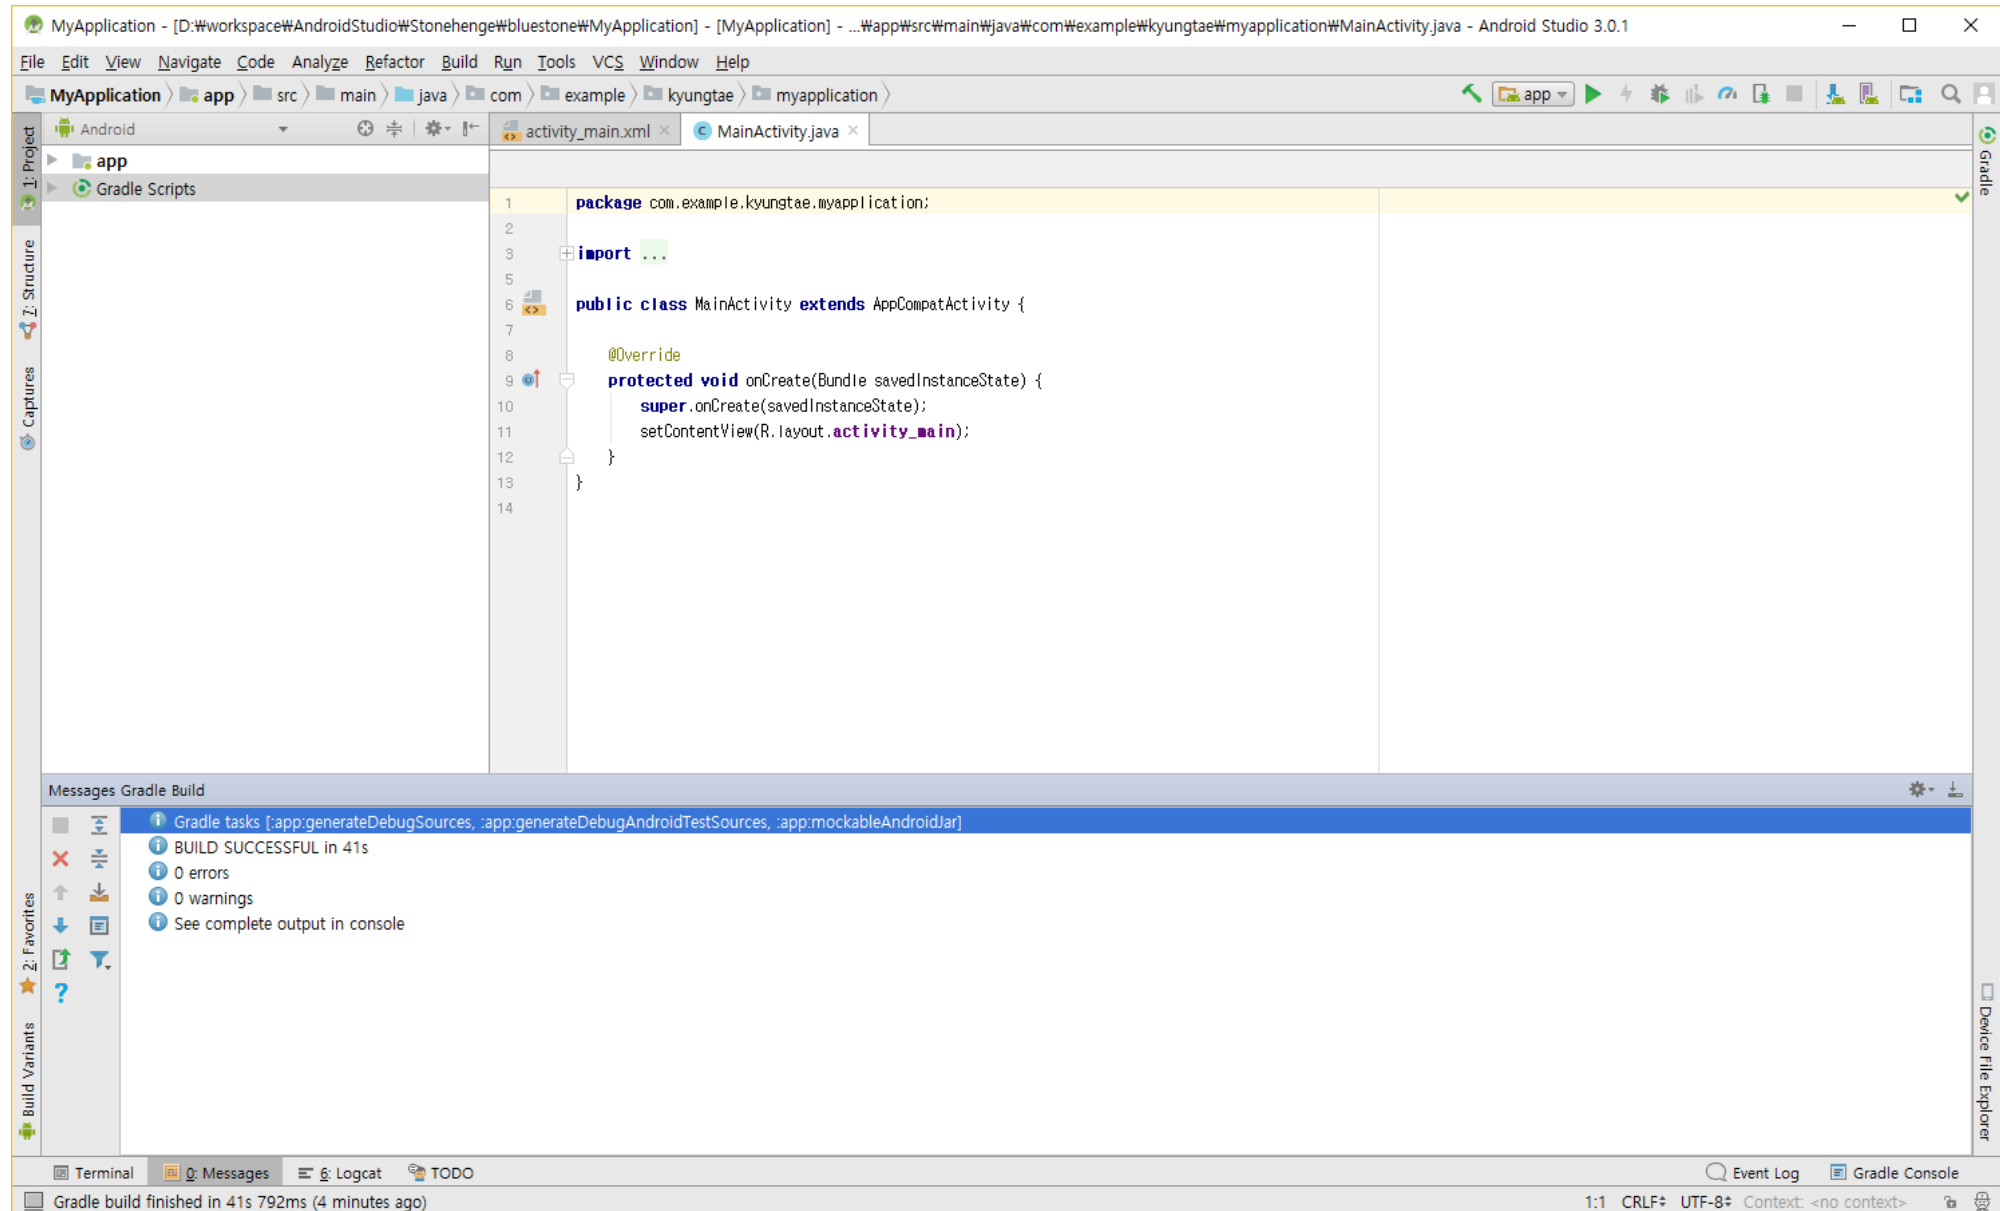 MyApplication - [D:₩workspace₩AndroidStudio₩Stonehenge₩bluestone₩MyApplication] - [MyApplication] - ...₩app₩src₩main₩java₩com₩example₩kyungtae₩myapplication₩MainActivity.java - Android Studio 3.0.1
File Edit View Navigate Code Analyze Refactor Build Run Tools VCS Window Help
MyApplication app src main java com example kyungtae myapplication app
Android
activity_main.xml MainActivity.java
1: Project
7: Structure
Captures
2: Favorites
Build Variants
app
Gradle Scripts
1 package com.example.kyungtae.myapplication;
2
3 import ...
5
6 public class MainActivity extends AppCompatActivity {
7
8 @Override
9 protected void onCreate(Bundle savedInstanceState) {
10 super.onCreate(savedInstanceState);
11 setContentView(R.layout.activity_main);
12 }
13 }
14
Gradle
Device File Explorer
Messages Gradle Build
Gradle tasks [:app:generateDebugSources, :app:generateDebugAndroidTestSources, :app:mockableAndroidJar]
BUILD SUCCESSFUL in 41s
0 errors
0 warnings
See complete output in console
Terminal 0: Messages 6: Logcat TODO Event Log Gradle Console
Gradle build finished in 41s 792ms (4 minutes ago) 1:1 CRLF UTF-8 Context: <no context>